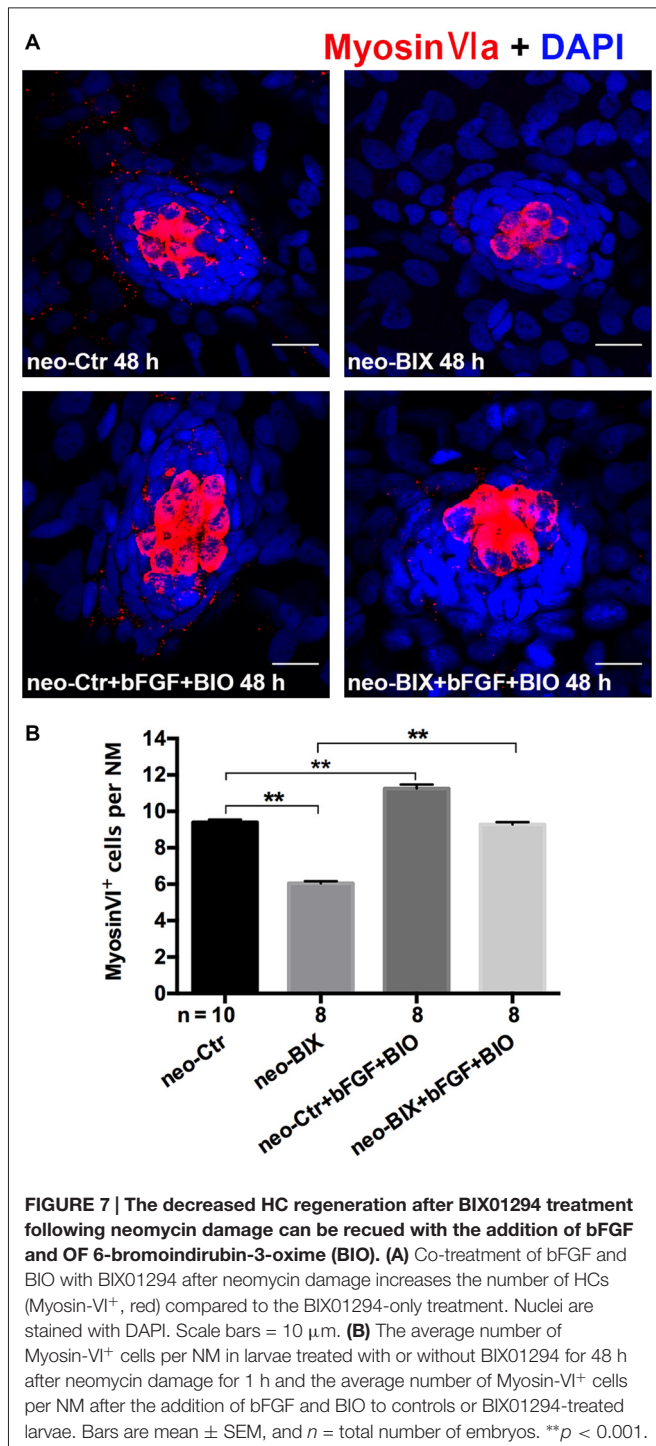 A
MyosinⅥa + DAPI
neo-Ctr 48 h
neo-BIX 48 h
neo-Ctr+bFGF+BIO 48 h
neo-BIX+bFGF+BIO 48 h
B
MyosinVI⁺ cells per NM
14
12
10
8
6
4
2
0
**
**
**
n = 10 8 8 8
neo-Ctr
neo-BIX
neo-Ctr+bFGF+BIO
neo-BIX+bFGF+BIO
FIGURE 7 | The decreased HC regeneration after BIX01294 treatment
following neomycin damage can be recued with the addition of bFGF
and OF 6-bromoindirubin-3-oxime (BIO). (A) Co-treatment of bFGF and
BIO with BIX01294 after neomycin damage increases the number of HCs
(Myosin-VI⁺, red) compared to the BIX01294-only treatment. Nuclei are
stained with DAPI. Scale bars = 10 μm. (B) The average number of
Myosin-VI⁺ cells per NM in larvae treated with or without BIX01294 for 48 h
after neomycin damage for 1 h and the average number of Myosin-VI⁺ cells
per NM after the addition of bFGF and BIO to controls or BIX01294-treated
larvae. Bars are mean ± SEM, and n = total number of embryos. **p < 0.001.